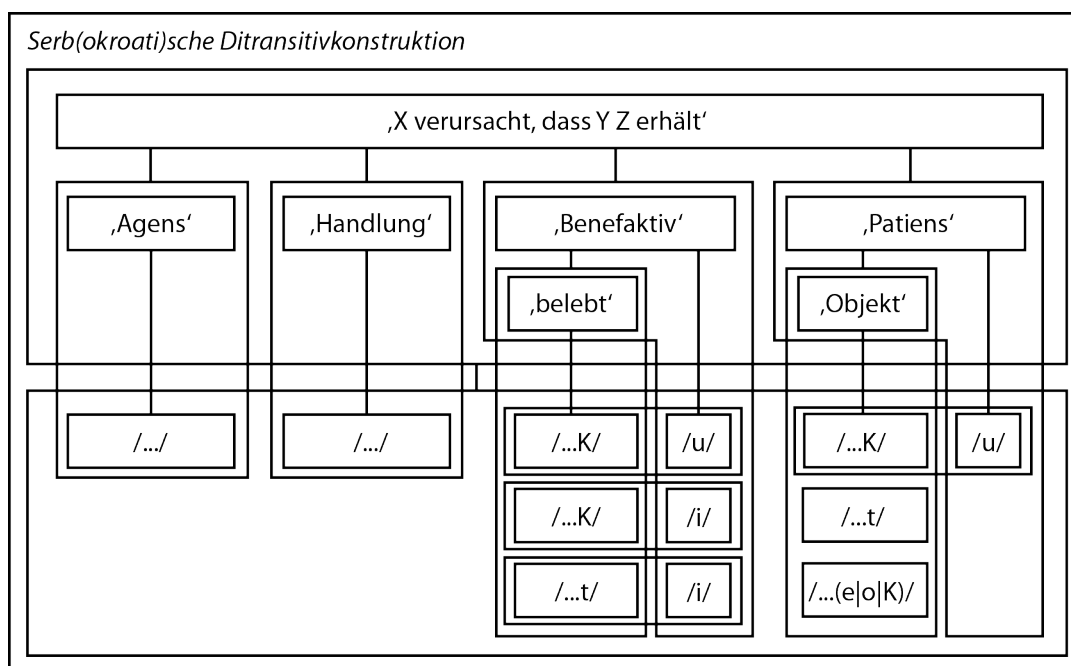 Serb(okroati)sche Ditransitivkonstruktion
‚X verursacht, dass Y Z erhält‘
‚Agens‘ ‚Handlung‘ ‚Benefaktiv‘ ‚Patiens‘
‚belebt‘ ‚Objekt‘
/.../ /.../ /...K/ /u/ /...K/ /u/
/...K/ /i/ /...t/
/...t/ /i/ /...(e|o|K)/